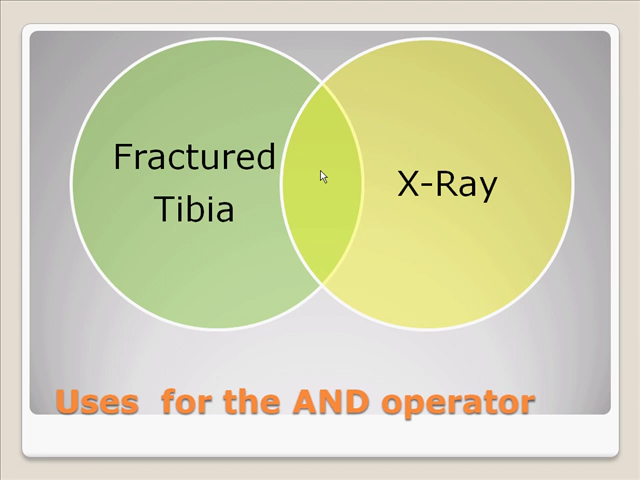 Fractured
Tibia
X-Ray
Uses  for the AND operator